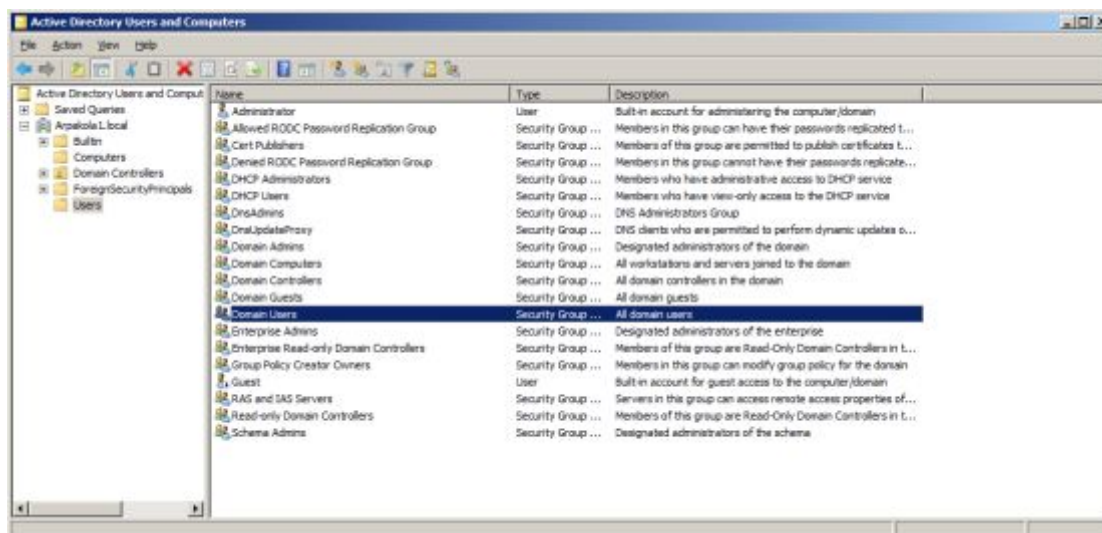 Active Directory Users and Computers
File Action View Help
Active Directory Users and Comput
Saved Queries
Arpakola1.local
Builtin
Computers
Domain Controllers
ForeignSecurityPrincipals
Users
Name Type Description
Administrator User Built-in account for administering the computer/domain
Allowed RODC Password Replication Group Security Group ... Members in this group can have their passwords replicated t...
Cert Publishers Security Group ... Members of this group are permitted to publish certificates t...
Denied RODC Password Replication Group Security Group ... Members in this group cannot have their passwords replicate...
DHCP Administrators Security Group ... Members who have administrative access to DHCP service
DHCP Users Security Group ... Members who have view-only access to the DHCP service
DnsAdmins Security Group ... DNS Administrators Group
DnsUpdateProxy Security Group ... DNS clients who are permitted to perform dynamic updates o...
Domain Admins Security Group ... Designated administrators of the domain
Domain Computers Security Group ... All workstations and servers joined to the domain
Domain Controllers Security Group ... All domain controllers in the domain
Domain Guests Security Group ... All domain guests
Domain Users Security Group ... All domain users
Enterprise Admins Security Group ... Designated administrators of the enterprise
Enterprise Read-only Domain Controllers Security Group ... Members of this group are Read-Only Domain Controllers in t...
Group Policy Creator Owners Security Group ... Members in this group can modify group policy for the domain
Guest User Built-in account for guest access to the computer/domain
RAS and IAS Servers Security Group ... Servers in this group can access remote access properties of...
Read-only Domain Controllers Security Group ... Members of this group are Read-Only Domain Controllers in t...
Schema Admins Security Group ... Designated administrators of the schema